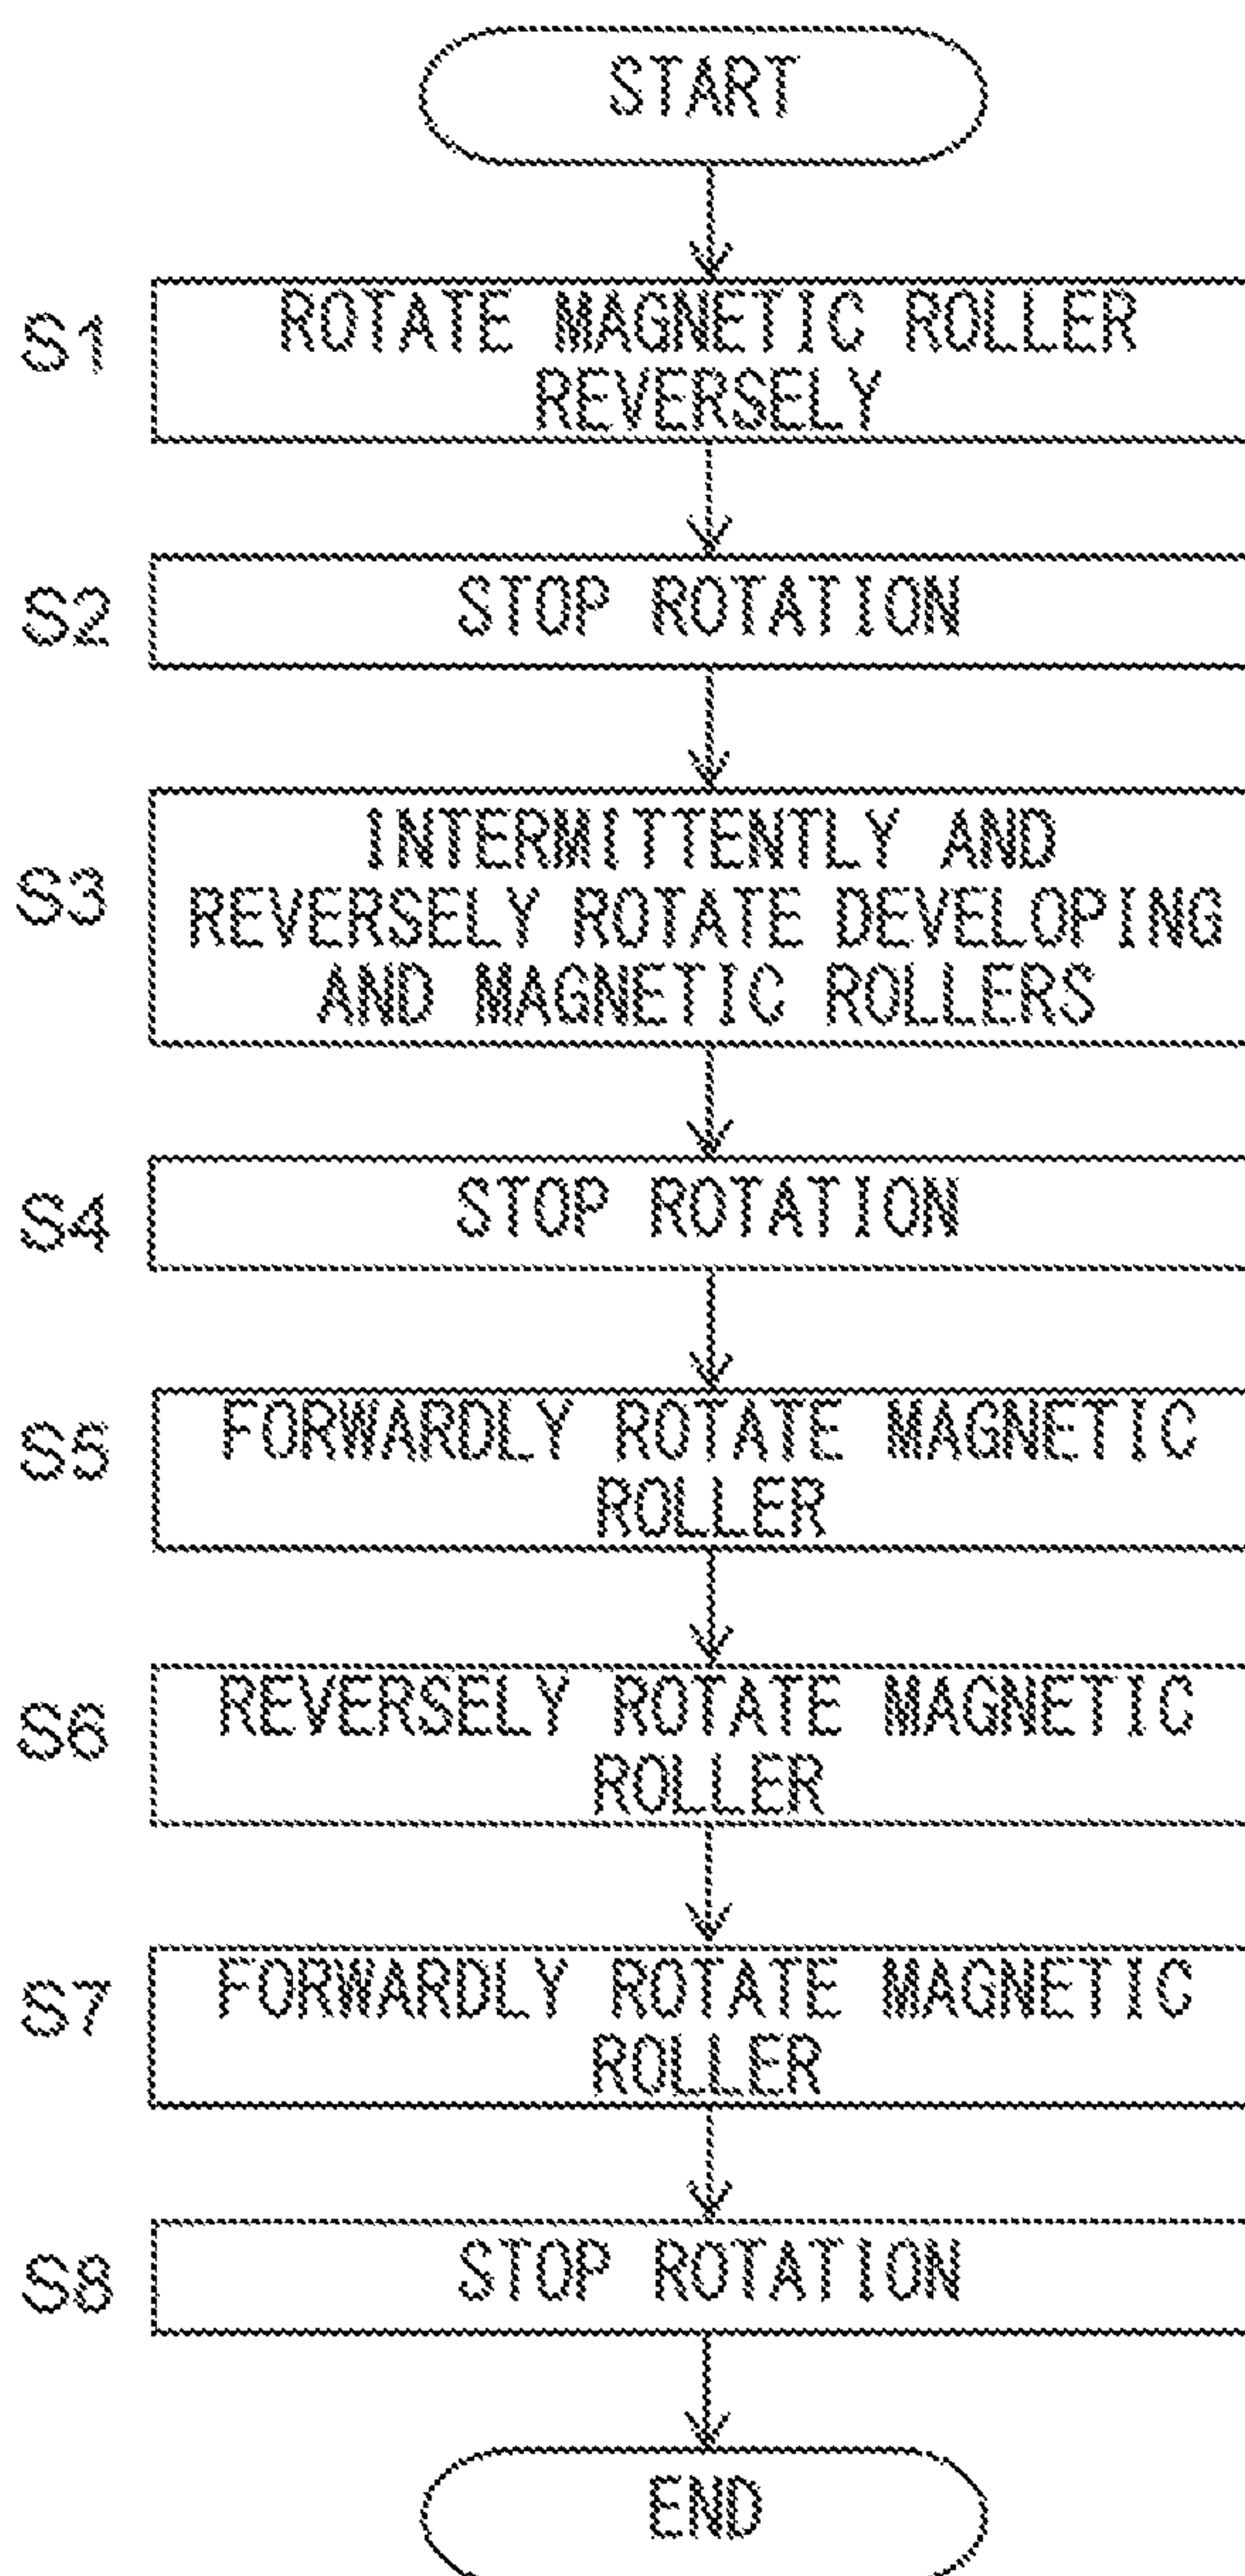 START
S1
ROTATE MAGNETIC ROLLER
REVERSELY
S2
STOP ROTATION
S3
INTERMITTENTLY AND
REVERSELY ROTATE DEVELOPING
AND MAGNETIC ROLLERS
S4
STOP ROTATION
S5
FORWARDLY ROTATE MAGNETIC
ROLLER
S6
REVERSELY ROTATE MAGNETIC
ROLLER
S7
FORWARDLY ROTATE MAGNETIC
ROLLER
S8
STOP ROTATION
END